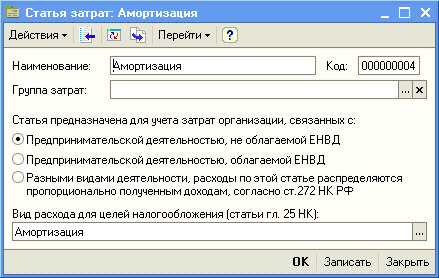 Статья затрат: Амортизация
Действия Перейти ?
Наименование: Амортизация Код: 000000004
Группа затрат: ... x
Статья предназначена для учета затрат организации, связанных с:
Предпринимательской деятельностью, не облагаемой ЕНВД
Предпринимательской деятельностью, облагаемой ЕНВД
Разными видами деятельности, расходы по этой статье распределяются
пропорционально полученным доходам, согласно ст.272 НК РФ
Вид расхода для целей налогообложения (статьи гл. 25 НК):
Амортизация ...
OK Записать Закрыть